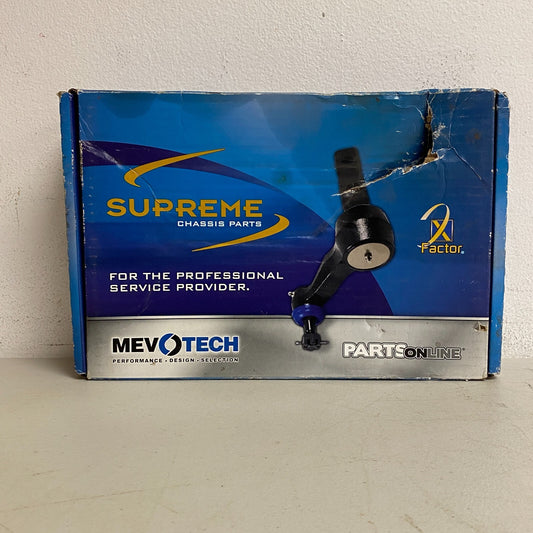 SUPREME
CHASSIS PARTS
FOR THE PROFESSIONAL
SERVICE PROVIDER.
X
Factor®
MEVOTECH
PERFORMANCE - DESIGN - SELECTION
PARTSONLINE®